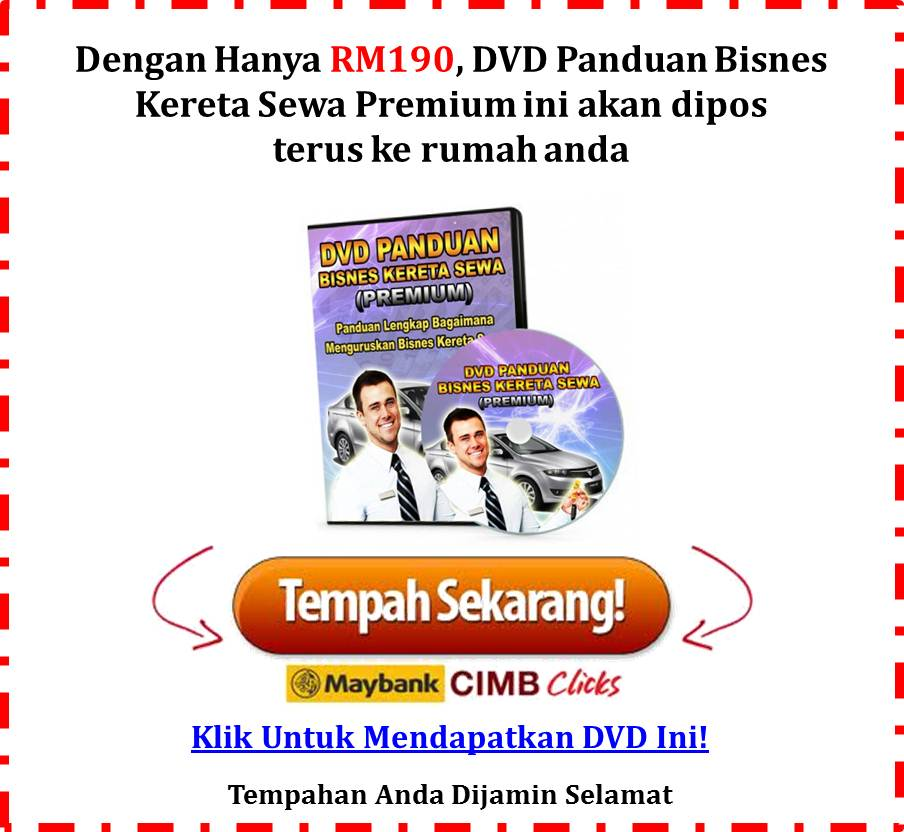 Dengan Hanya RM190, DVD Panduan Bisnes
Kereta Sewa Premium ini akan dipos
terus ke rumah anda
DVD PANDUAN
BISNES KERETA SEWA
(PREMIUM)
Panduan Lengkap Bagaimana
Menguruskan Bisnes Kereta
DVD PANDUAN
BISNES KERETA SEWA
(PREMIUM)
Tempah Sekarang!
Maybank CIMB Clicks
Klik Untuk Mendapatkan DVD Ini!
Tempahan Anda Dijamin Selamat